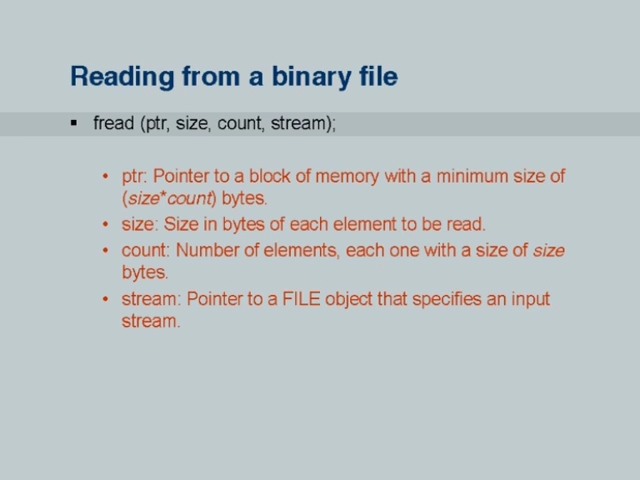 Reading from a binary file
▪ fread (ptr, size, count, stream);
• ptr: Pointer to a block of memory with a minimum size of
(size*count) bytes.
• size: Size in bytes of each element to be read.
• count: Number of elements, each one with a size of size
bytes.
• stream: Pointer to a FILE object that specifies an input
stream.